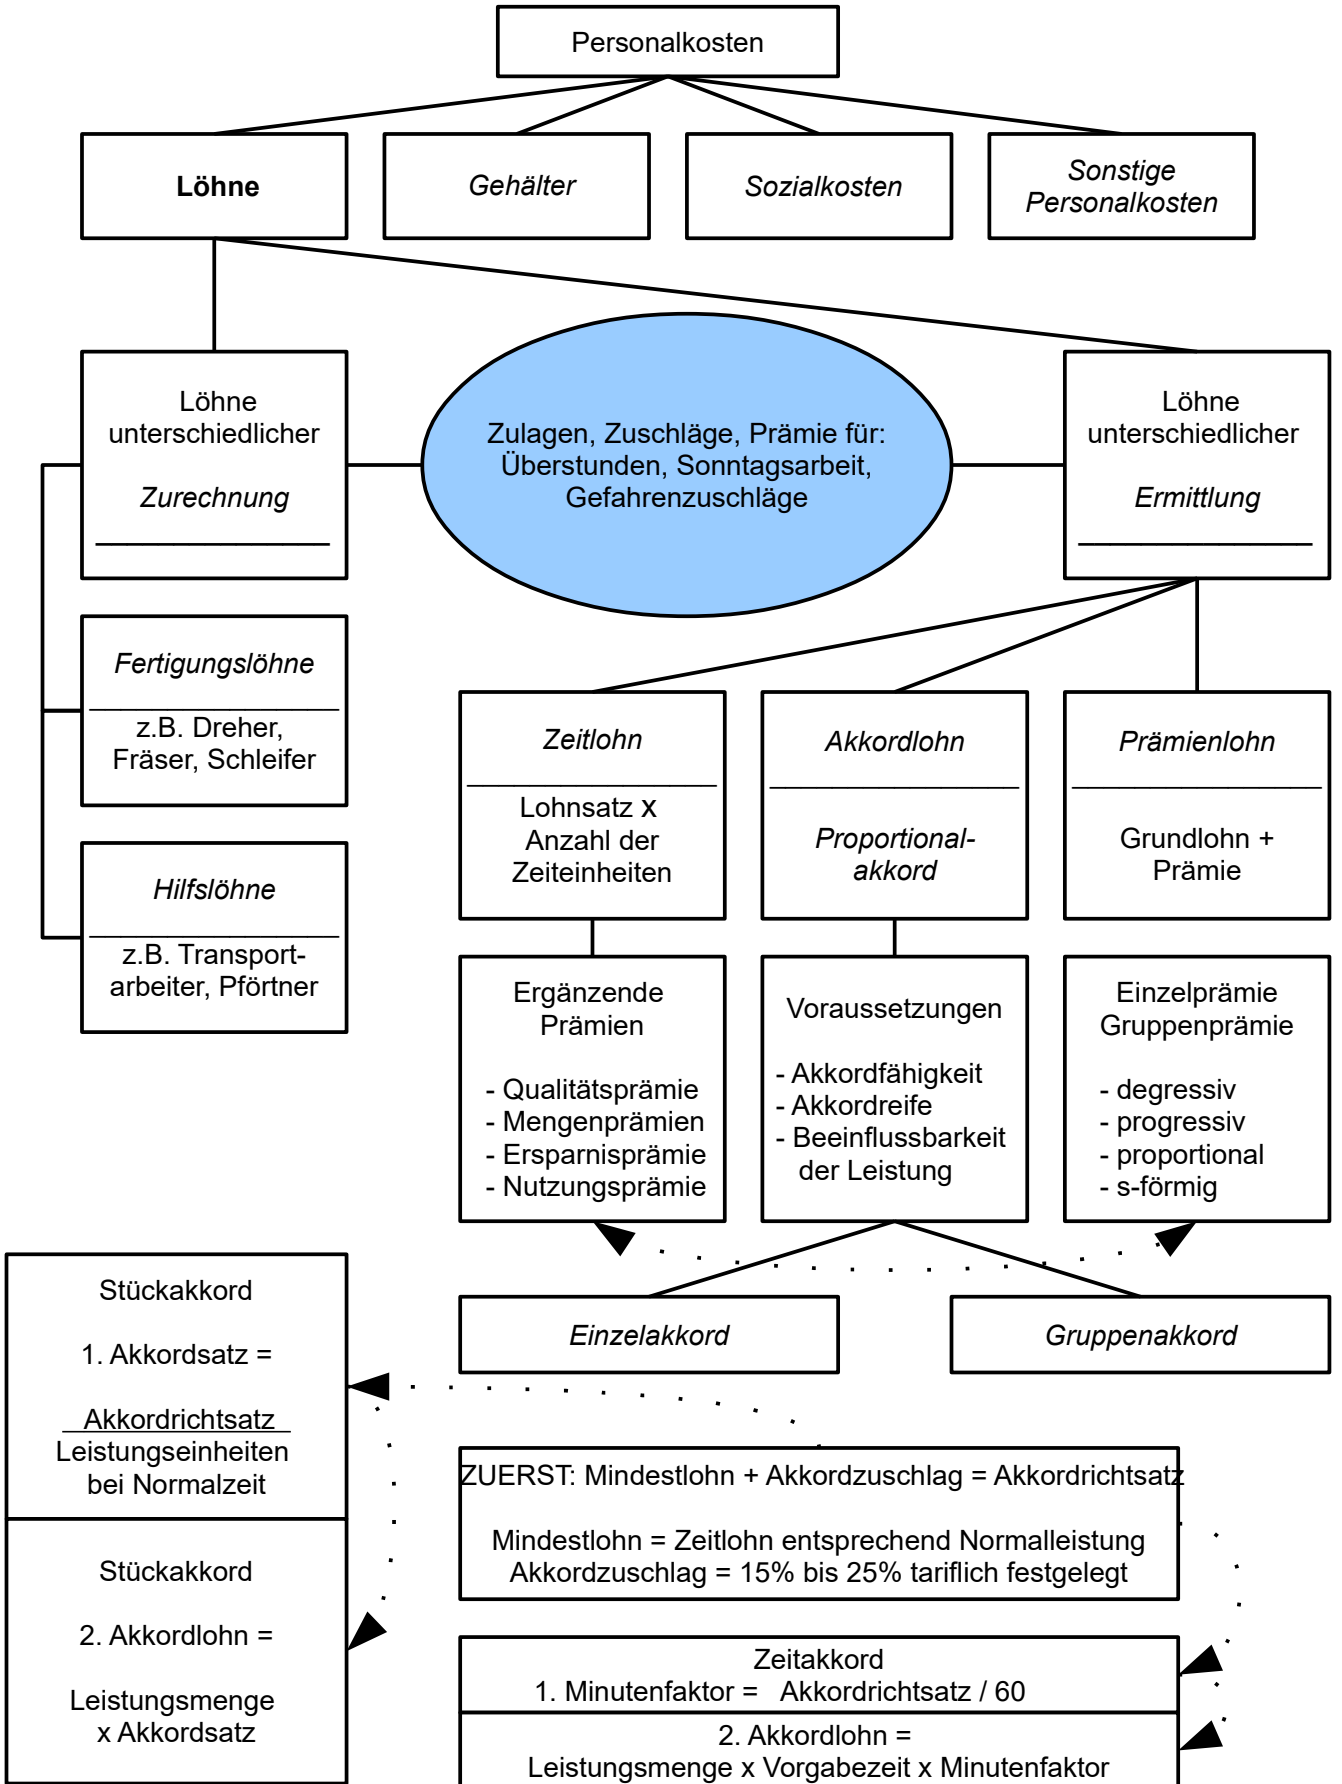 Personalkosten
Löhne
Gehälter
Sozialkosten
Sonstige
Personalkosten
Löhne
unterschiedlicher
Zurechnung
Zulagen, Zuschläge, Prämie für:
Überstunden, Sonntagsarbeit,
Gefahrenzuschläge
Löhne
unterschiedlicher
Ermittlung
Fertigungslöhne
z.B. Dreher,
Fräser, Schleifer
Hilfslöhne
z.B. Transport-
arbeiter, Pförtner
Zeitlohn
Lohnsatz x
Anzahl der
Zeiteinheiten
Akkordlohn
Proportional-
akkord
Prämienlohn
Grundlohn +
Prämie
Ergänzende
Prämien
- Qualitätsprämie
- Mengenprämien
- Ersparnisprämie
- Nutzungsprämie
Voraussetzungen
- Akkordfähigkeit
- Akkordreife
- Beeinflussbarkeit
der Leistung
Einzelprämie
Gruppenprämie
- degressiv
- progressiv
- proportional
- s-förmig
Einzelakkord
Gruppenakkord
Stückakkord
1. Akkordsatz =
Akkordrichtsatz
Leistungseinheiten
bei Normalzeit
Stückakkord
2. Akkordlohn =
Leistungsmenge
x Akkordsatz
ZUERST: Mindestlohn + Akkordzuschlag = Akkordrichtsatz
Mindestlohn = Zeitlohn entsprechend Normalleistung
Akkordzuschlag = 15% bis 25% tariflich festgelegt
Zeitakkord
1. Minutenfaktor = Akkordrichtsatz / 60
2. Akkordlohn =
Leistungsmenge x Vorgabezeit x Minutenfaktor